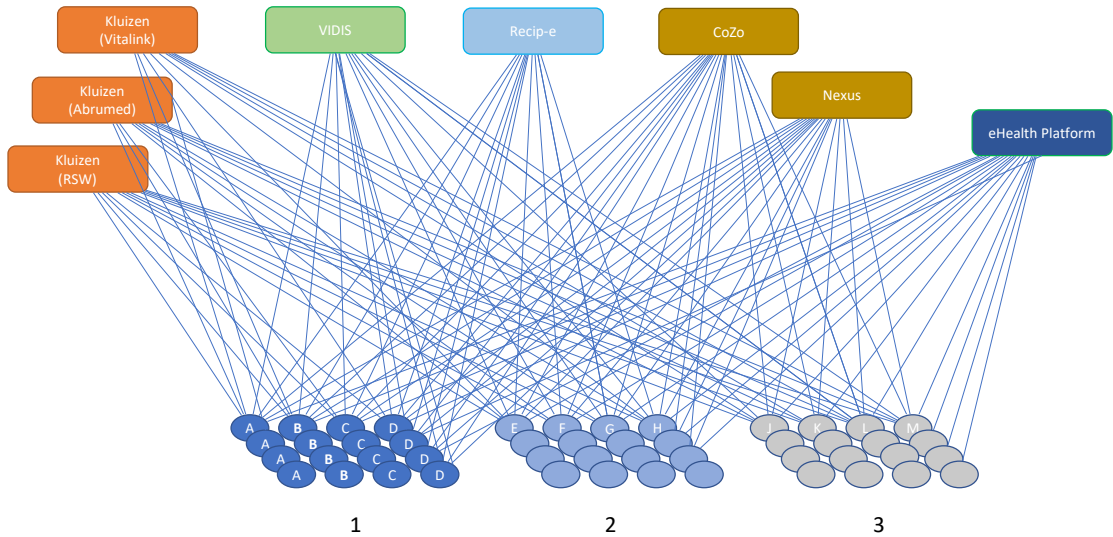 Kluizen
(Vitalink)
VIDIS
Recip-e
CoZo
Kluizen
(Abrumed)
Nexus
eHealth Platform
Kluizen
(RSW)
A B C D
A B C D
A B C D
A B C D
E F G H
J K L M
1 2 3